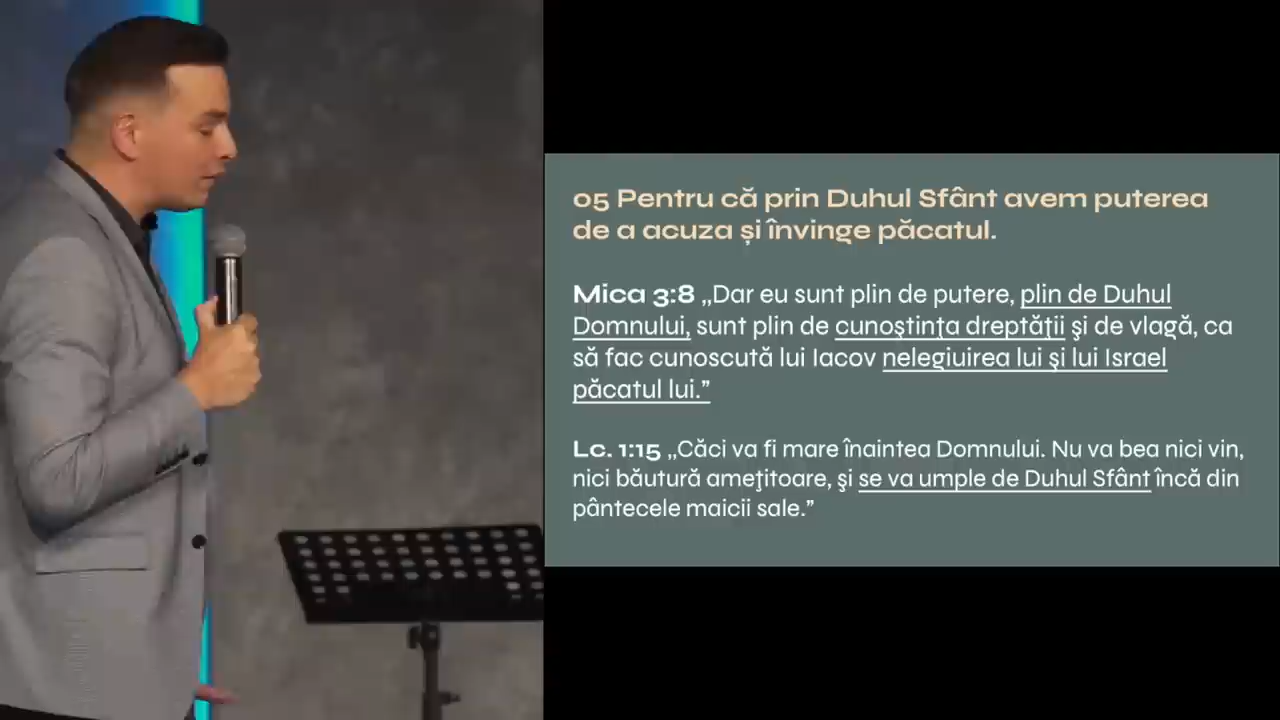 05 Pentru că prin Duhul Sfânt avem puterea
de a acuza și învinge păcatul.
Mica 3:8 „Dar eu sunt plin de putere, plin de Duhul
Domnului, sunt plin de cunoştinţa dreptăţii şi de vlagă, ca
să fac cunoscută lui Iacov nelegiuirea lui şi lui Israel
păcatul lui.”
Lc. 1:15 „Căci va fi mare înaintea Domnului. Nu va bea nici vin,
nici băutură ameţitoare, şi se va umple de Duhul Sfânt încă din
pântecele maicii sale.”